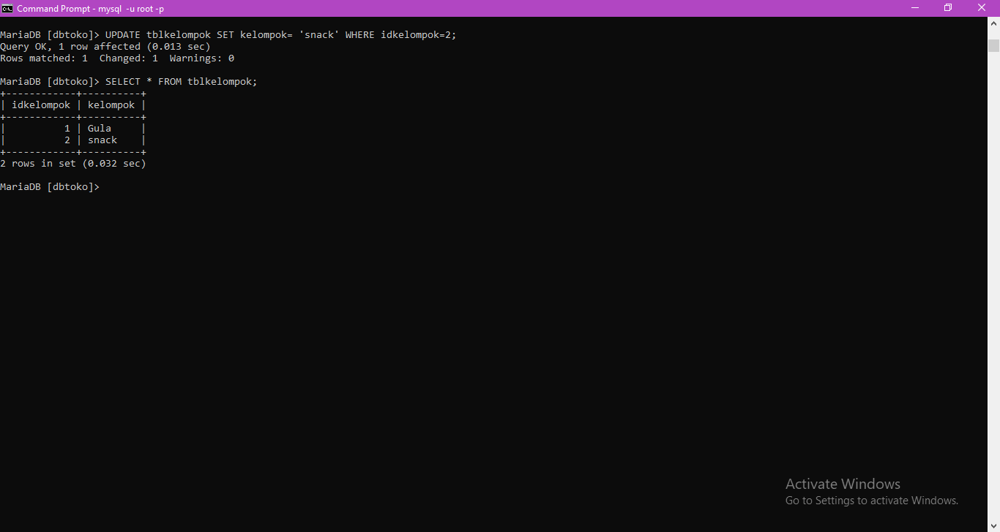 Command Prompt - mysql -u root -p
MariaDB [dbtoko]> UPDATE tblkelompok SET kelompok= 'snack' WHERE idkelompok=2;
Query OK, 1 row affected (0.013 sec)
Rows matched: 1  Changed: 1  Warnings: 0
MariaDB [dbtoko]> SELECT * FROM tblkelompok;
+------------+----------+
| idkelompok | kelompok |
+------------+----------+
|          1 | Gula     |
|          2 | snack    |
+------------+----------+
2 rows in set (0.032 sec)
MariaDB [dbtoko]>
Activate Windows
Go to Settings to activate Windows.